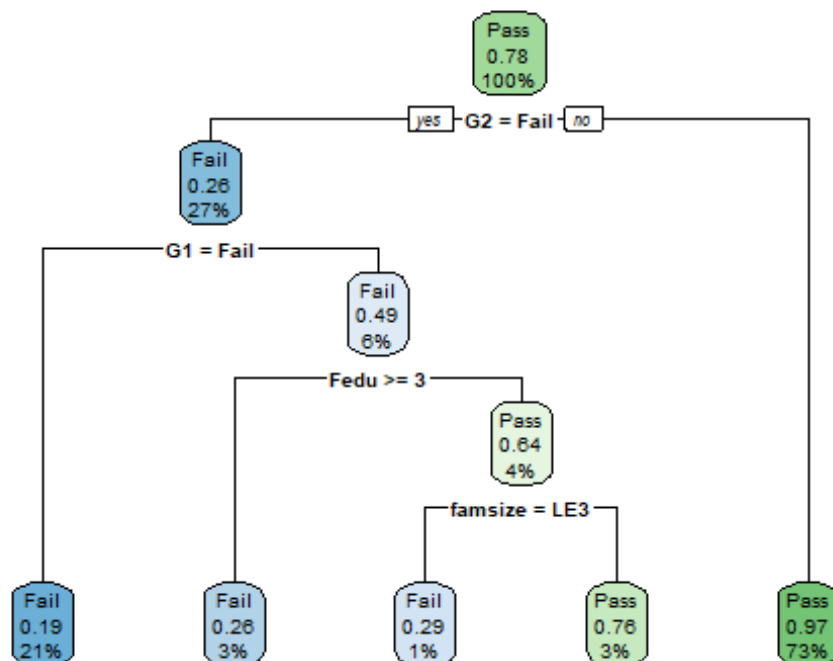 Pass
0.78
100%
yes G2 = Fail no
Fail
0.26
27%
G1 = Fail
Fail
0.49
6%
Fedu >= 3
Pass
0.64
4%
famsize = LE3
Fail
0.19
21%
Fail
0.26
3%
Fail
0.29
1%
Pass
0.76
3%
Pass
0.97
73%